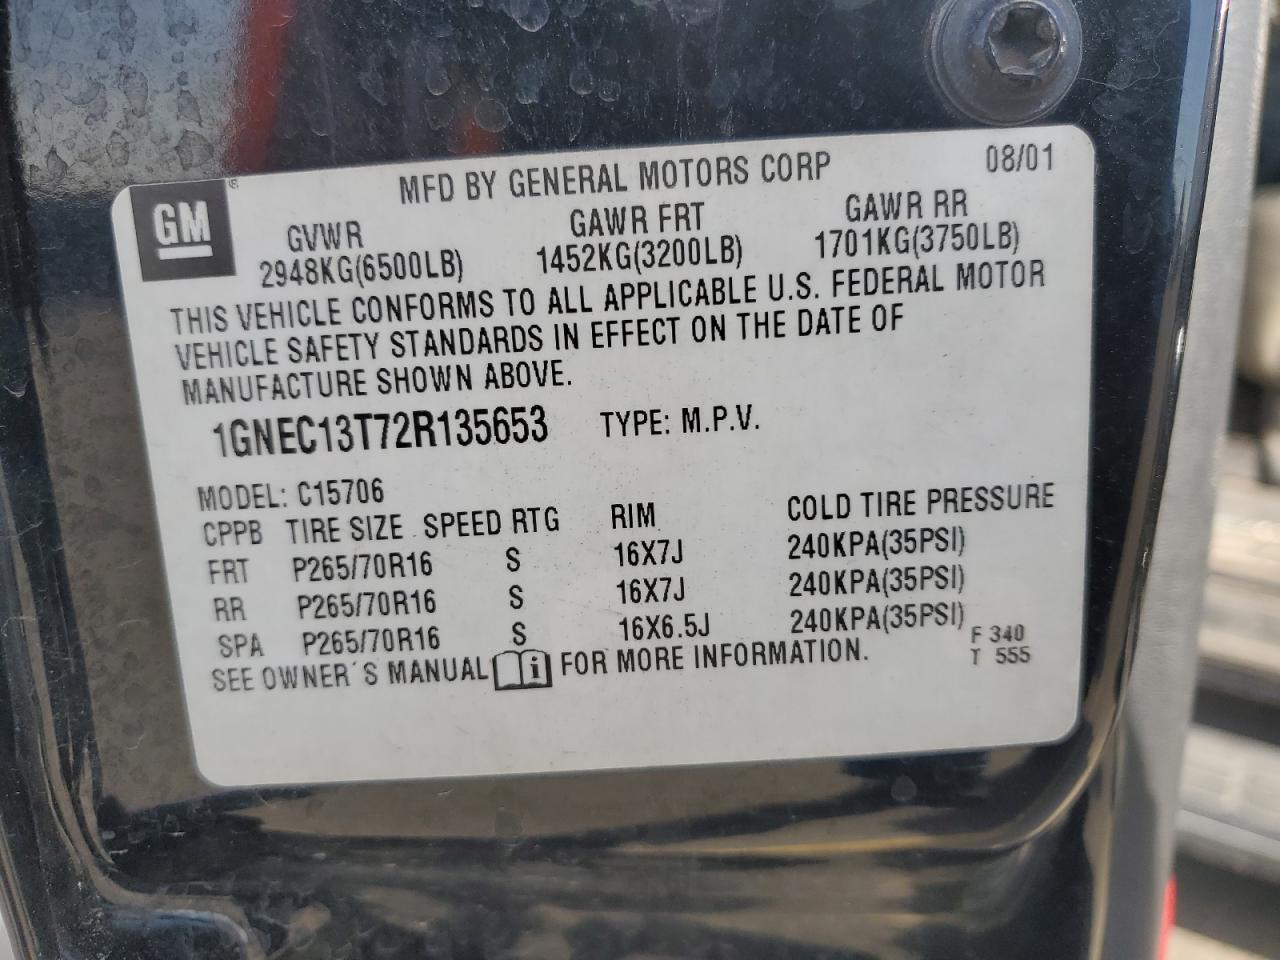 GM ®
MFD BY GENERAL MOTORS CORP 08/01
GVWR GAWR FRT GAWR RR
2948KG(6500LB) 1452KG(3200LB) 1701KG(3750LB)
THIS VEHICLE CONFORMS TO ALL APPLICABLE U.S. FEDERAL MOTOR
VEHICLE SAFETY STANDARDS IN EFFECT ON THE DATE OF
MANUFACTURE SHOWN ABOVE.
1GNEC13T72R135653 TYPE: M.P.V.
MODEL: C15706
CPPB TIRE SIZE SPEED RTG RIM COLD TIRE PRESSURE
FRT P265/70R16 S 16X7J 240KPA(35PSI)
RR P265/70R16 S 16X7J 240KPA(35PSI)
SPA P265/70R16 S 16X6.5J 240KPA(35PSI)
SEE OWNER'S MANUAL i FOR MORE INFORMATION.
F 340
T 555